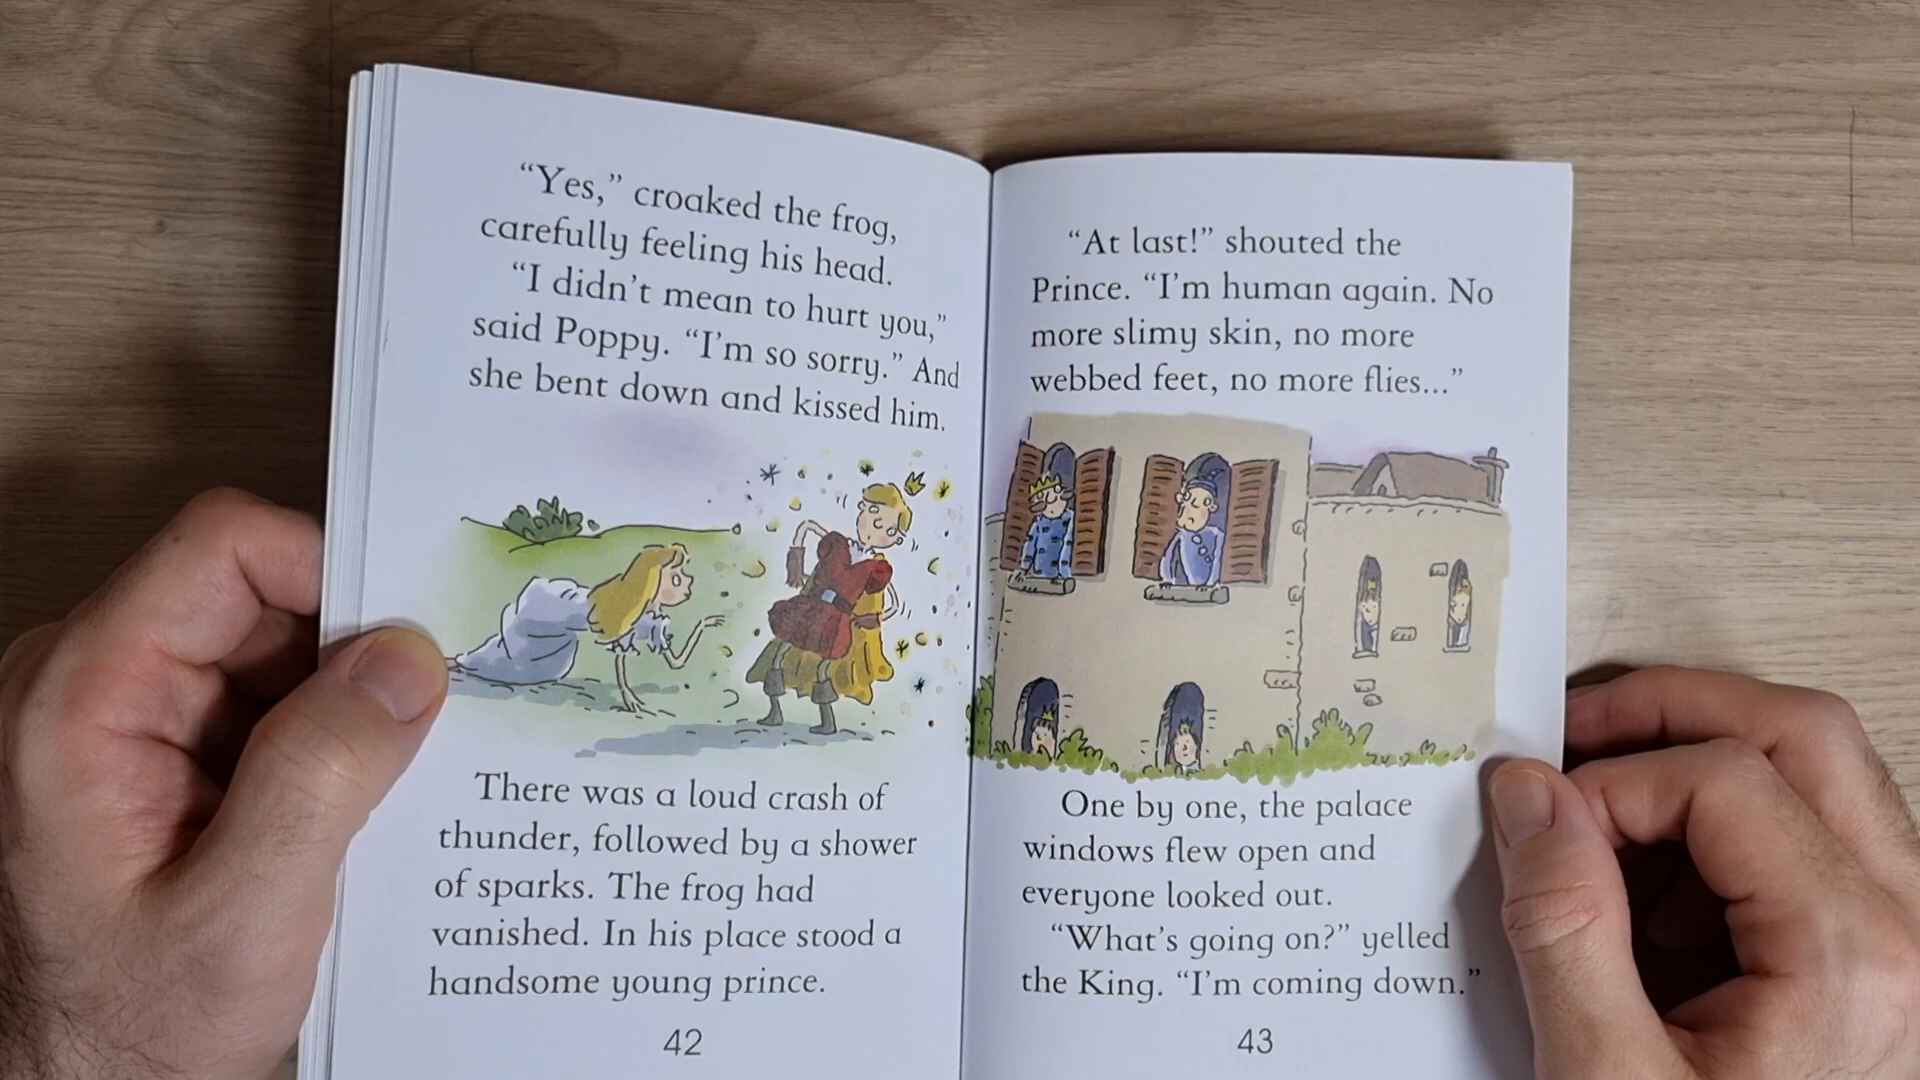 “Yes,” croaked the frog,
carefully feeling his head.
“I didn’t mean to hurt you,”
said Poppy. “I’m so sorry.” And
she bent down and kissed him.
There was a loud crash of
thunder, followed by a shower
of sparks. The frog had
vanished. In his place stood a
handsome young prince.
42
“At last!” shouted the
Prince. “I’m human again. No
more slimy skin, no more
webbed feet, no more flies...”
One by one, the palace
windows flew open and
everyone looked out.
“What’s going on?” yelled
the King. “I’m coming down.”
43